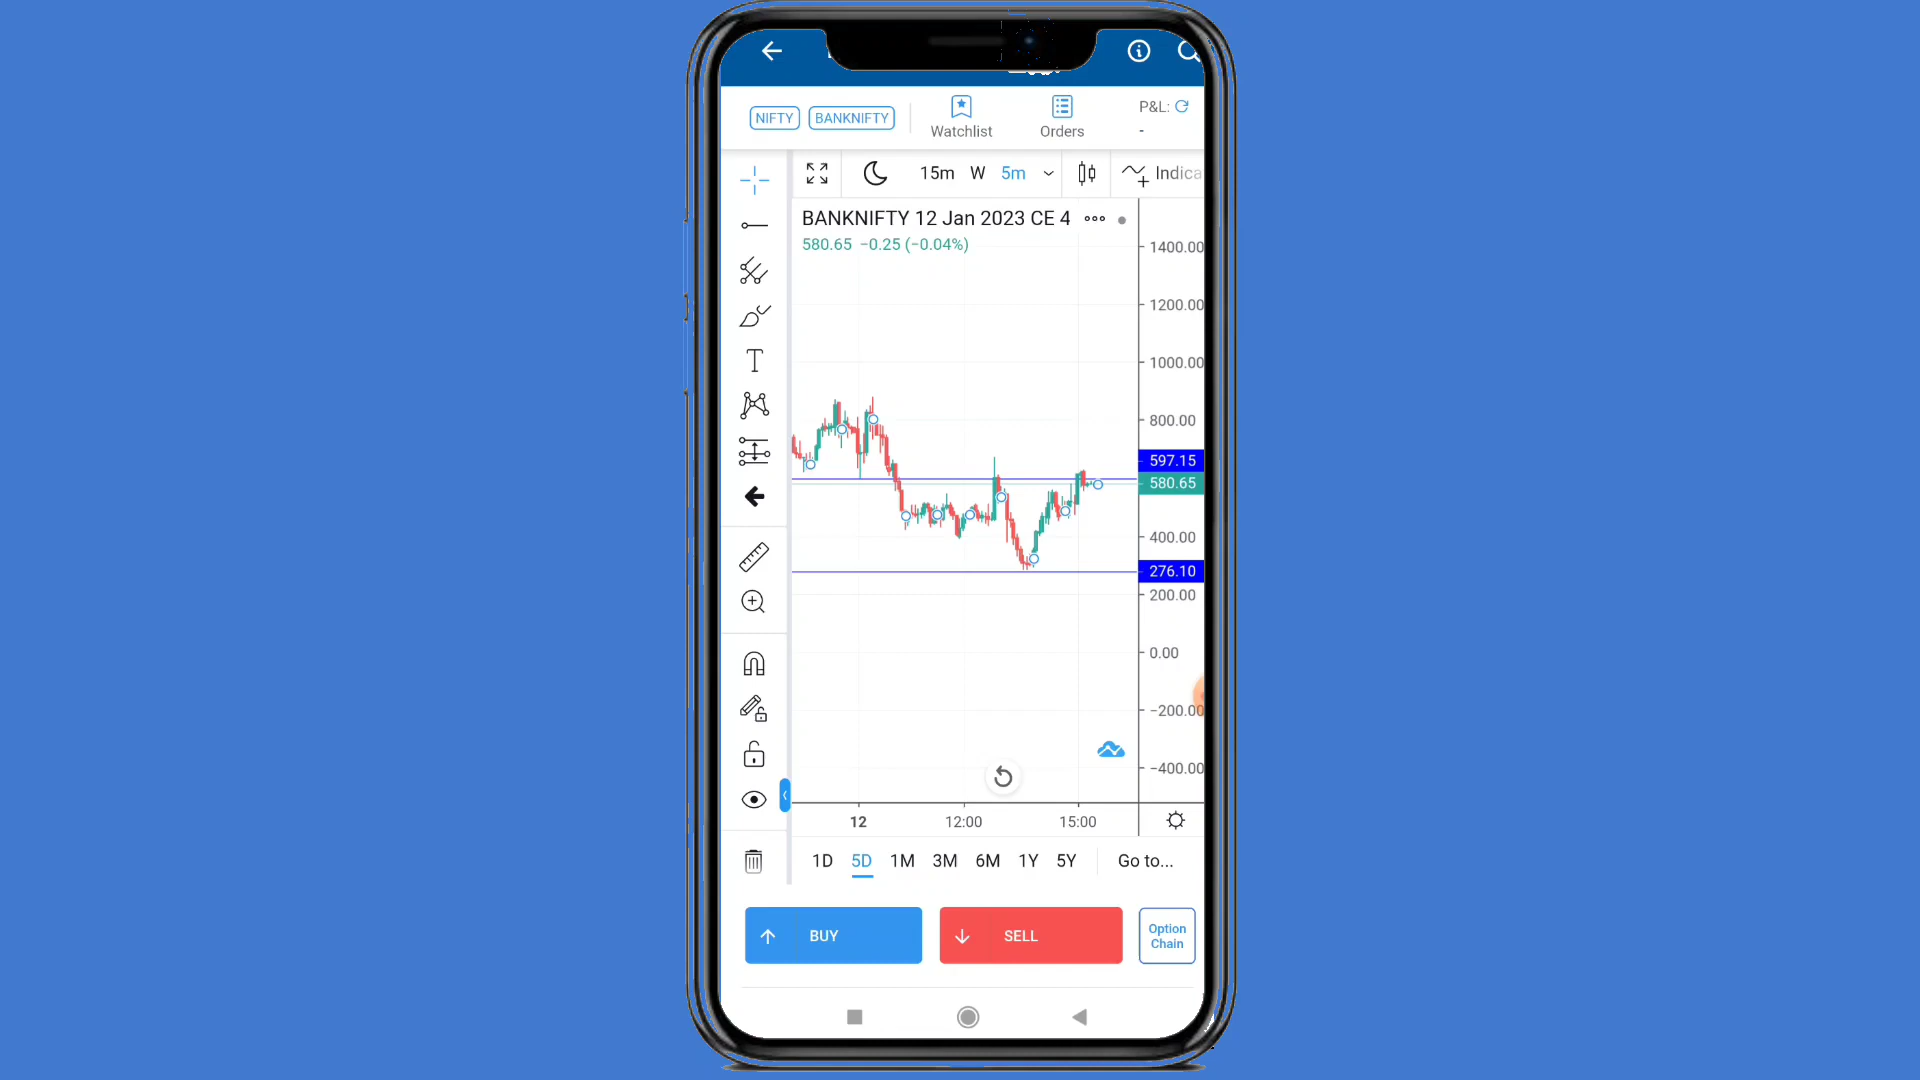 NIFTY BANKNIFTY Watchlist Orders P&L:
-
15m W 5m Indica
BANKNIFTY 12 Jan 2023 CE 4
580.65 −0.25 (−0.04%)
1400.00
1200.00
1000.00
800.00
597.15
580.65
400.00
276.10
200.00
0.00
−200.00
−400.00
12 12:00 15:00
1D 5D 1M 3M 6M 1Y 5Y Go to...
BUY SELL Option
Chain